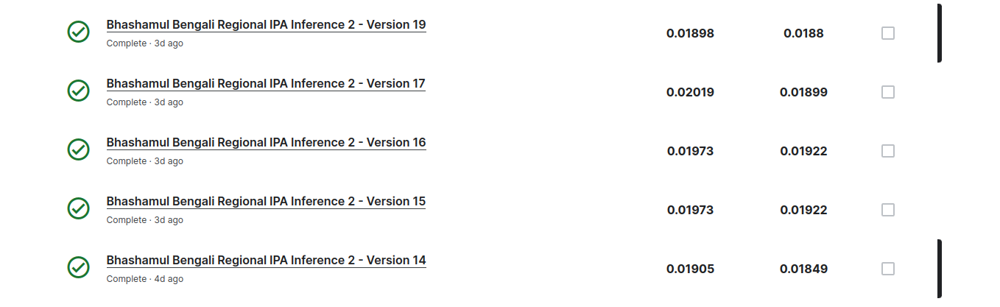 Bhashamul Bengali Regional IPA Inference 2 - Version 19
Complete · 3d ago
0.01898 0.0188
Bhashamul Bengali Regional IPA Inference 2 - Version 17
Complete · 3d ago
0.02019 0.01899
Bhashamul Bengali Regional IPA Inference 2 - Version 16
Complete · 3d ago
0.01973 0.01922
Bhashamul Bengali Regional IPA Inference 2 - Version 15
Complete · 3d ago
0.01973 0.01922
Bhashamul Bengali Regional IPA Inference 2 - Version 14
Complete · 4d ago
0.01905 0.01849